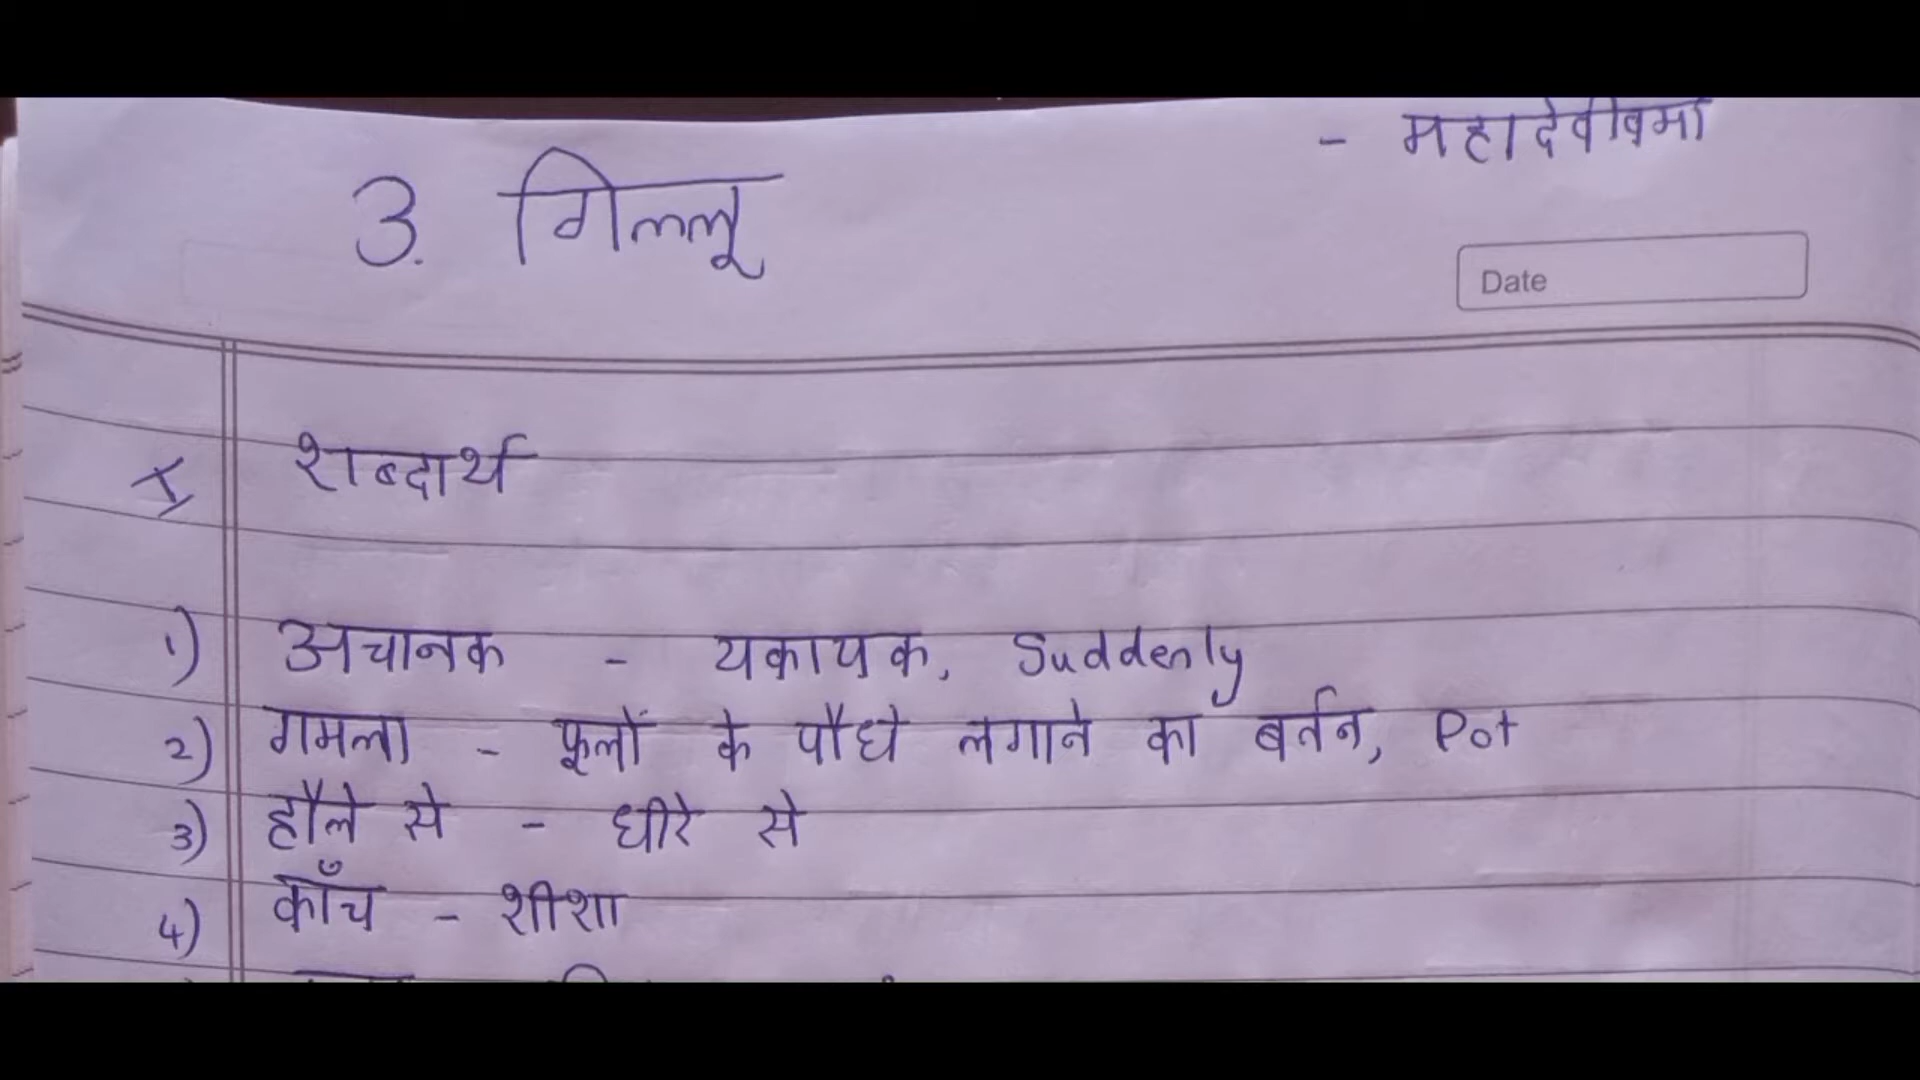 - महादेवीवर्मा
3. गिल्लू
Date
I शब्दार्थ
1) अचानक - यकायक, Suddenly
2) गमला - फूलों के पौधे लगाने का बर्तन, Pot
3) हौले से - धीरे से
4) काँच - शीशा